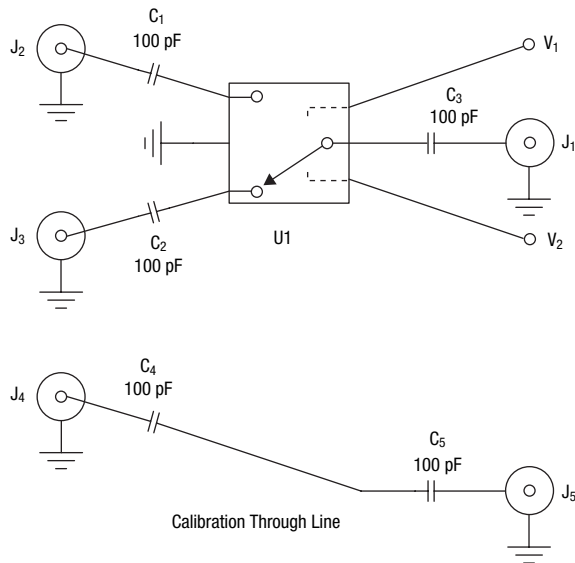 C1
100 pF
J2
V1
C3
100 pF
J1
J3
C2
100 pF
U1
V2
J4
C4
100 pF
C5
100 pF
J5
Calibration Through Line